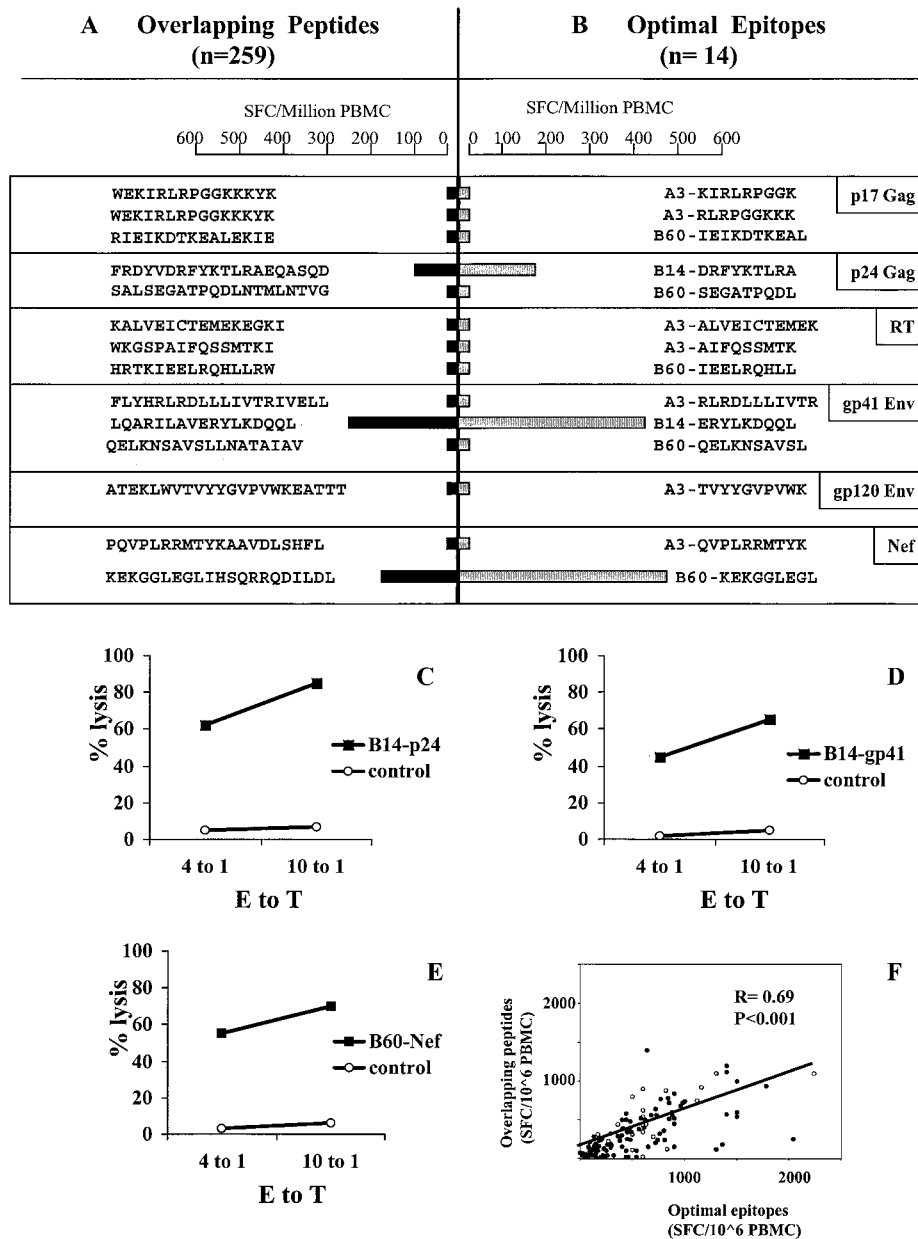 A Overlapping Peptides
(n=259)
B Optimal Epitopes
(n= 14)
SFC/Million PBMC
600 500 400 300 200 100 0
SFC/Million PBMC
0 100 200 300 400 500 600
WEKIRLRPGGKKKYK
A3-KIRLRPGGK
p17 Gag
WEKIRLRPGGKKKYK
A3-RLRPGGKKK
RIEIKDTKEALEKIE
B60-IEIKDTKEAL
FRDYVDRFYKTLRAEQASQD
B14-DRFYKTLRA
p24 Gag
SALSEGATPQDLNTMLNTVG
B60-SEGATPQDL
KALVEICTEMEKEGKI
A3-ALVEICTEMEK
RT
WKGSPAIFQSSMTKI
A3-AIFQSSMTK
HRTKIEELRQHLLRW
B60-IEELRQHLL
FLYHRLRDLLLIVTRIVELL
A3-RLRDLLLIVTR
gp41 Env
LQARILAVERYLKDQQL
B14-ERYLKDQQL
QELKNSAVSLLNATAIAV
B60-QELKNSAVSL
ATEKLWVTVYYGVPVWKEATTT
A3-TVYYGVPVWK
gp120 Env
PQVPLRRMTYKAAVDLSHFL
A3-QVPLRRMTYK
Nef
KEKGGLEGLIHSQRRQDILDL
B60-KEKGGLEGL
C
% lysis
100
80
60
40
20
0
B14-p24
control
4 to 1 10 to 1
E to T
D
% lysis
100
80
60
40
20
0
B14-gp41
control
4 to 1 10 to 1
E to T
E
% lysis
100
80
60
40
20
0
B60-Nef
control
4 to 1 10 to 1
E to T
F
R= 0.69
P<0.001
Overlapping peptides
(SFC/10^6 PBMC)
2000
1000
1000 2000
Optimal epitopes
(SFC/10^6 PBMC)